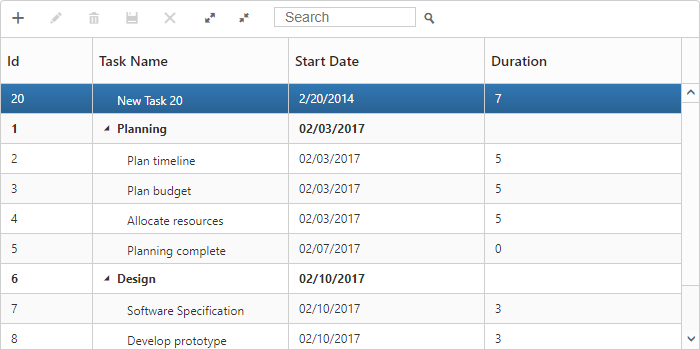 Search
Id Task Name Start Date Duration
20 New Task 20 2/20/2014 7
1 Planning 02/03/2017
2 Plan timeline 02/03/2017 5
3 Plan budget 02/03/2017 5
4 Allocate resources 02/03/2017 5
5 Planning complete 02/07/2017 0
6 Design 02/10/2017
7 Software Specification 02/10/2017 3
8 Develop prototype 02/10/2017 3